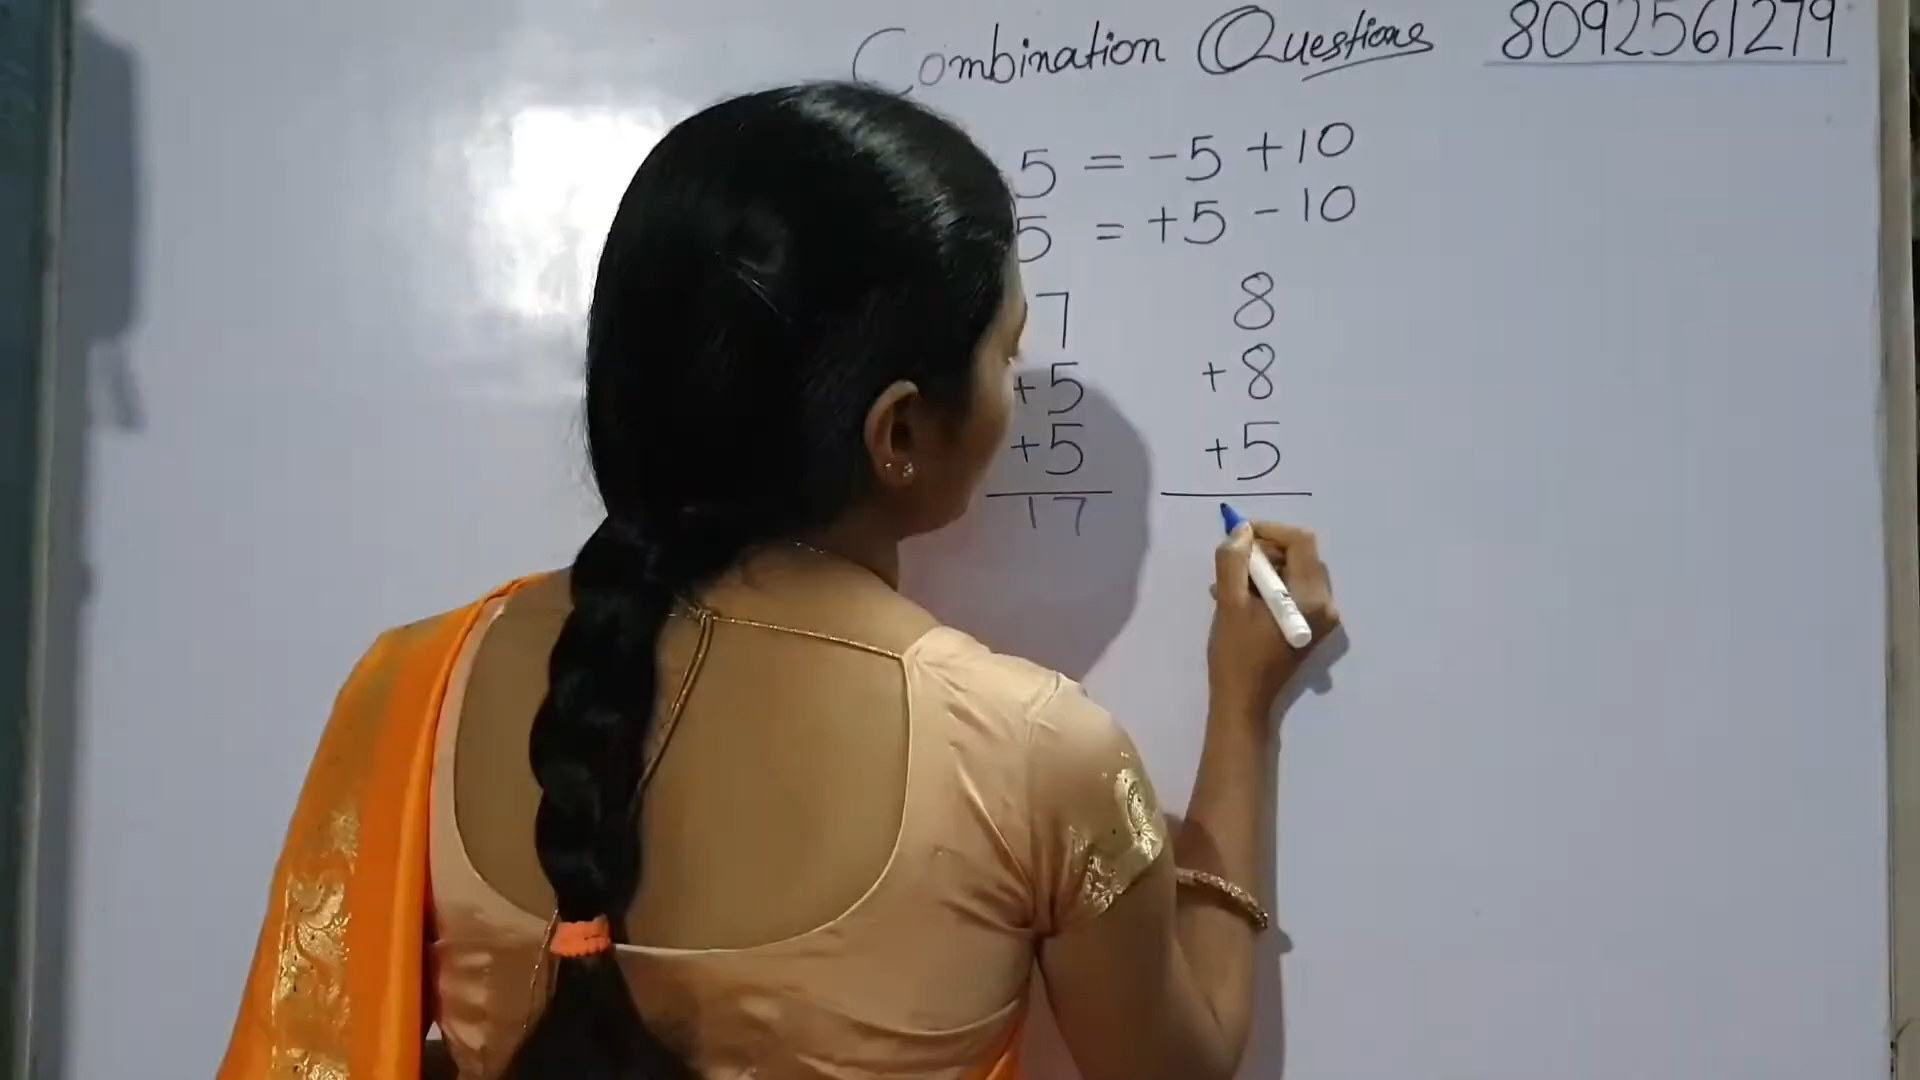 Combination Questions 8092561279
5 = -5 +10
5 = +5 -10
7 8
+5 +8
+5 +5
17